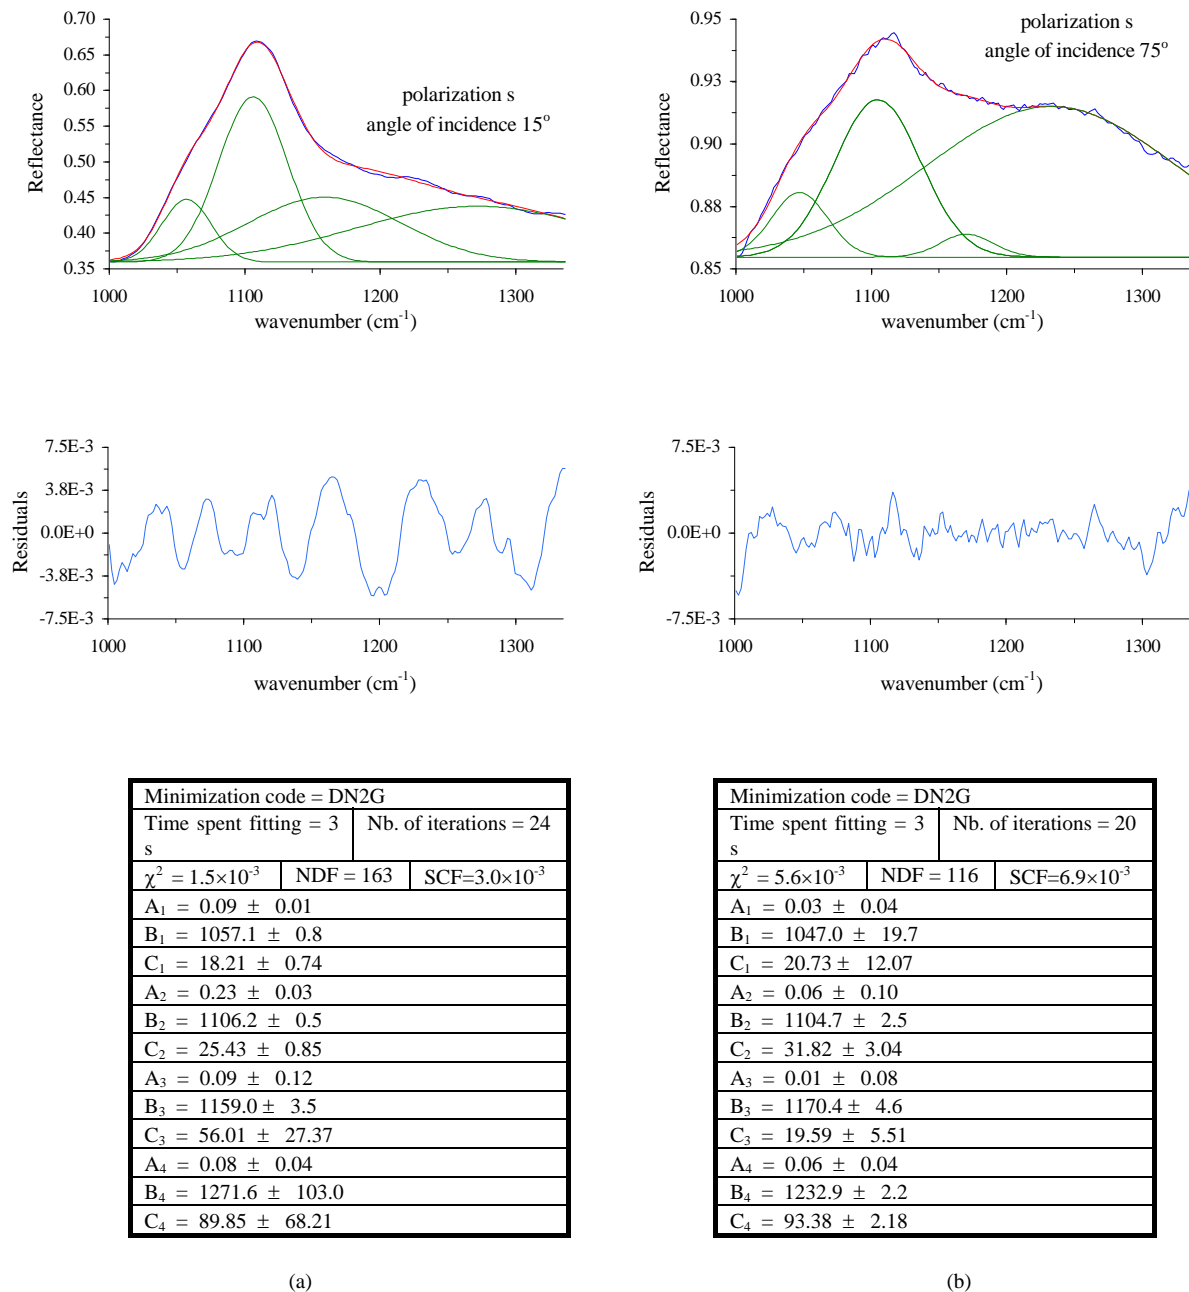 0.70
0.65
0.60
0.55
0.50
0.45
0.40
0.35
Reflectance
polarization s
angle of incidence 15°
1000 1100 1200 1300
wavenumber (cm⁻¹)
0.95
0.93
0.90
0.88
0.85
Reflectance
polarization s
angle of incidence 75°
1000 1100 1200 1300
wavenumber (cm⁻¹)
7.5E-3
3.8E-3
0.0E+0
-3.8E-3
-7.5E-3
Residuals
1000 1100 1200 1300
wavenumber (cm⁻¹)
7.5E-3
0.0E+0
-7.5E-3
Residuals
1000 1100 1200 1300
wavenumber (cm⁻¹)
Minimization code = DN2G
Time spent fitting = 3 s
Nb. of iterations = 24
χ² = 1.5×10⁻³ NDF = 163 SCF=3.0×10⁻³
A₁ = 0.09 ± 0.01
B₁ = 1057.1 ± 0.8
C₁ = 18.21 ± 0.74
A₂ = 0.23 ± 0.03
B₂ = 1106.2 ± 0.5
C₂ = 25.43 ± 0.85
A₃ = 0.09 ± 0.12
B₃ = 1159.0 ± 3.5
C₃ = 56.01 ± 27.37
A₄ = 0.08 ± 0.04
B₄ = 1271.6 ± 103.0
C₄ = 89.85 ± 68.21
(a)
Minimization code = DN2G
Time spent fitting = 3 s
Nb. of iterations = 20
χ² = 5.6×10⁻³ NDF = 116 SCF=6.9×10⁻³
A₁ = 0.03 ± 0.04
B₁ = 1047.0 ± 19.7
C₁ = 20.73 ± 12.07
A₂ = 0.06 ± 0.10
B₂ = 1104.7 ± 2.5
C₂ = 31.82 ± 3.04
A₃ = 0.01 ± 0.08
B₃ = 1170.4 ± 4.6
C₃ = 19.59 ± 5.51
A₄ = 0.06 ± 0.04
B₄ = 1232.9 ± 2.2
C₄ = 93.38 ± 2.18
(b)